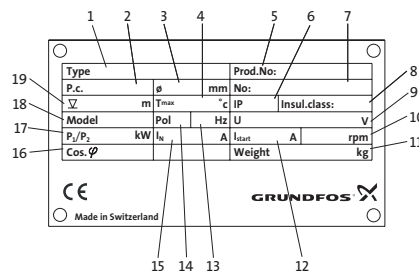 1 2 3 4 5 6 7
Type Prod.No:
P.c. ø mm No:
19 ∇ m Tmax °c IP Insul.class: 8
18 Model Pol Hz U V 9
17 P1/P2 kW IN A Istart A rpm 10
16 Cos.φ Weight kg 11
CE GRUNDFOS X
Made in Switzerland
15 14 13 12